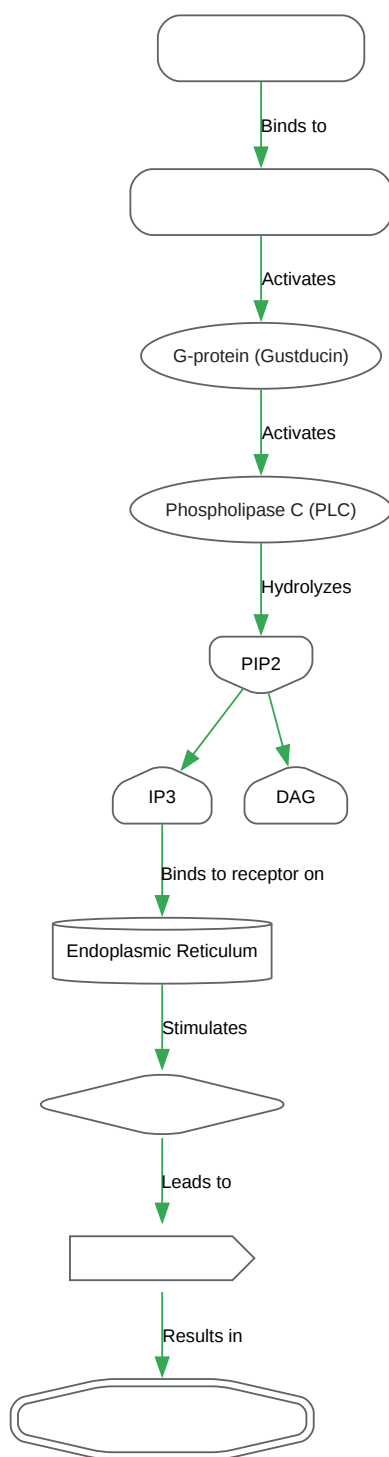 Binds to
Activates
G-protein (Gustducin)
Activates
Phospholipase C (PLC)
Hydrolyzes
PIP2
IP3
DAG
Binds to receptor on
Endoplasmic Reticulum
Stimulates
Leads to
Results in